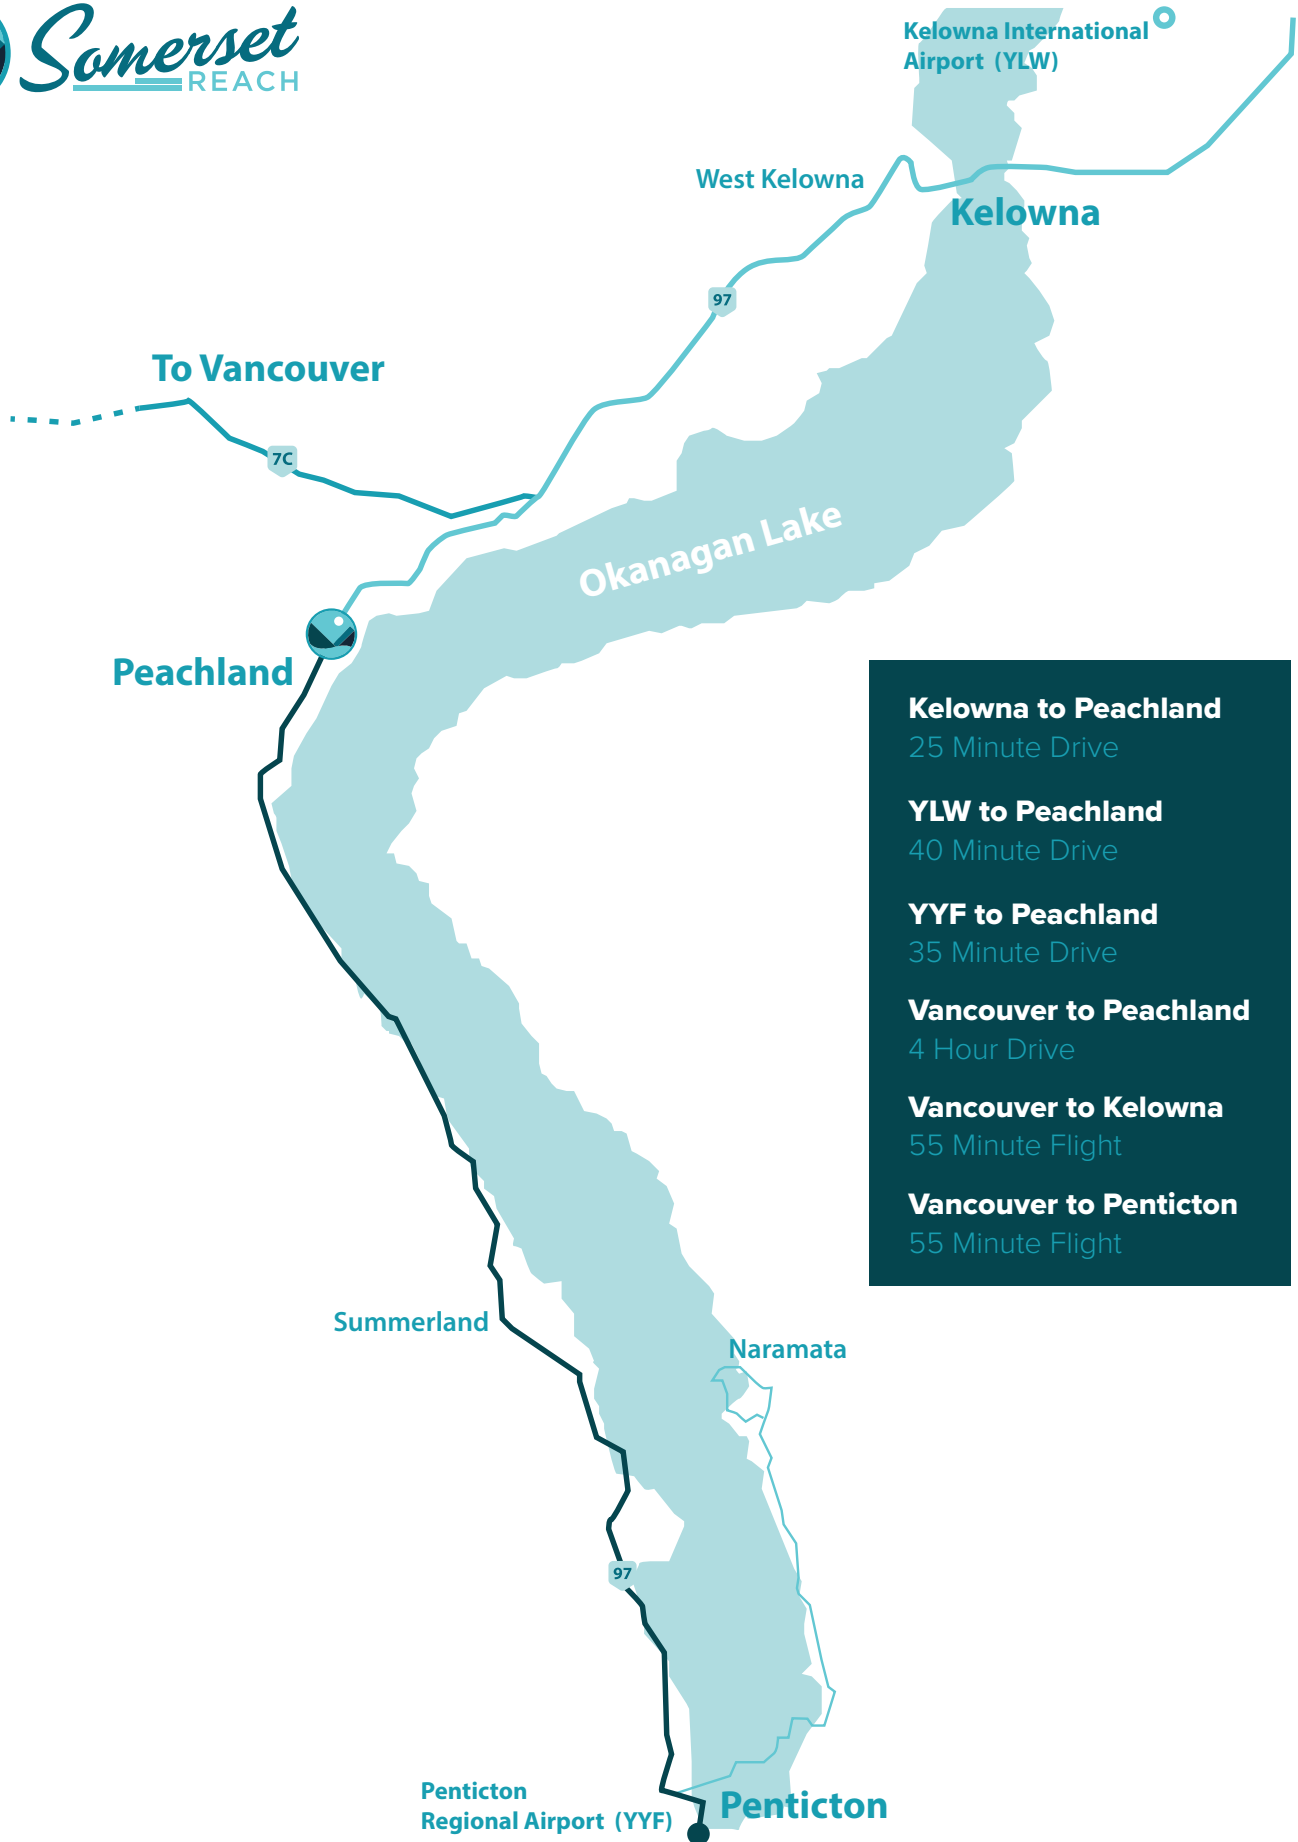 Somerset
REACH
Kelowna International
Airport (YLW)
West Kelowna
Kelowna
97
To Vancouver
7C
Okanagan Lake
Peachland
Kelowna to Peachland
25 Minute Drive
YLW to Peachland
40 Minute Drive
YYF to Peachland
35 Minute Drive
Vancouver to Peachland
4 Hour Drive
Vancouver to Kelowna
55 Minute Flight
Vancouver to Penticton
55 Minute Flight
Summerland
Naramata
97
Penticton
Regional Airport (YYF)
Penticton